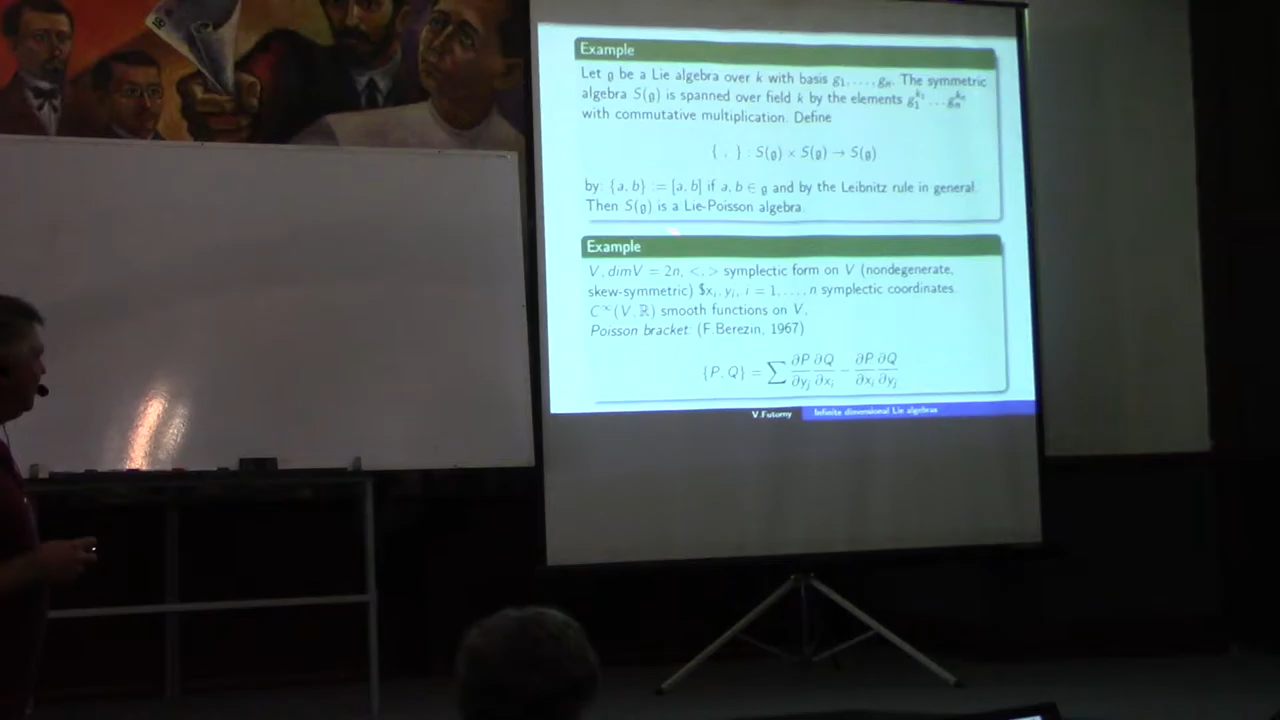 Example
Let 𝔤 be a Lie algebra over k with basis g₁, . . . , gₙ. The symmetric
algebra S(𝔤) is spanned over field k by the elements g₁^{k₁} . . . gₙ^{kₙ}
with commutative multiplication. Define
{ , } : S(𝔤) × S(𝔤) → S(𝔤)
by: {a, b} := [a, b] if a, b ∈ 𝔤 and by the Leibnitz rule in general.
Then S(𝔤) is a Lie-Poisson algebra.
Example
V, dimV = 2n, <, > symplectic form on V (nondegenerate,
skew-symmetric) $xᵢ, yᵢ, i = 1, . . . , n symplectic coordinates.
C^∞(V, ℝ) smooth functions on V,
Poisson bracket: (F.Berezin, 1967)
{P, Q} = ∑ ∂P/∂yᵢ ∂Q/∂xᵢ − ∂P/∂xᵢ ∂Q/∂yᵢ
V.Futorny Infinite dimensional Lie algebras